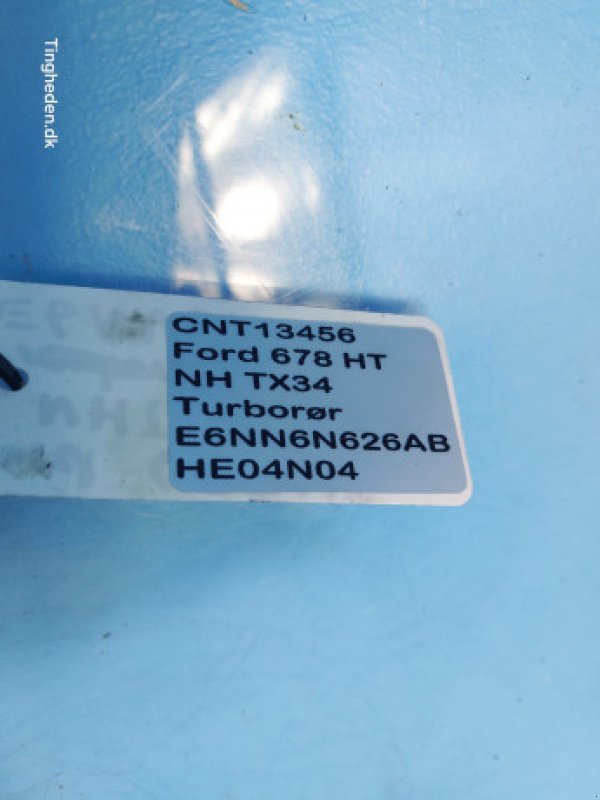 Tingheden.dk
CNT13456
Ford 678 HT
NH TX34
Turborør
E6NN6N626AB
HE04N04